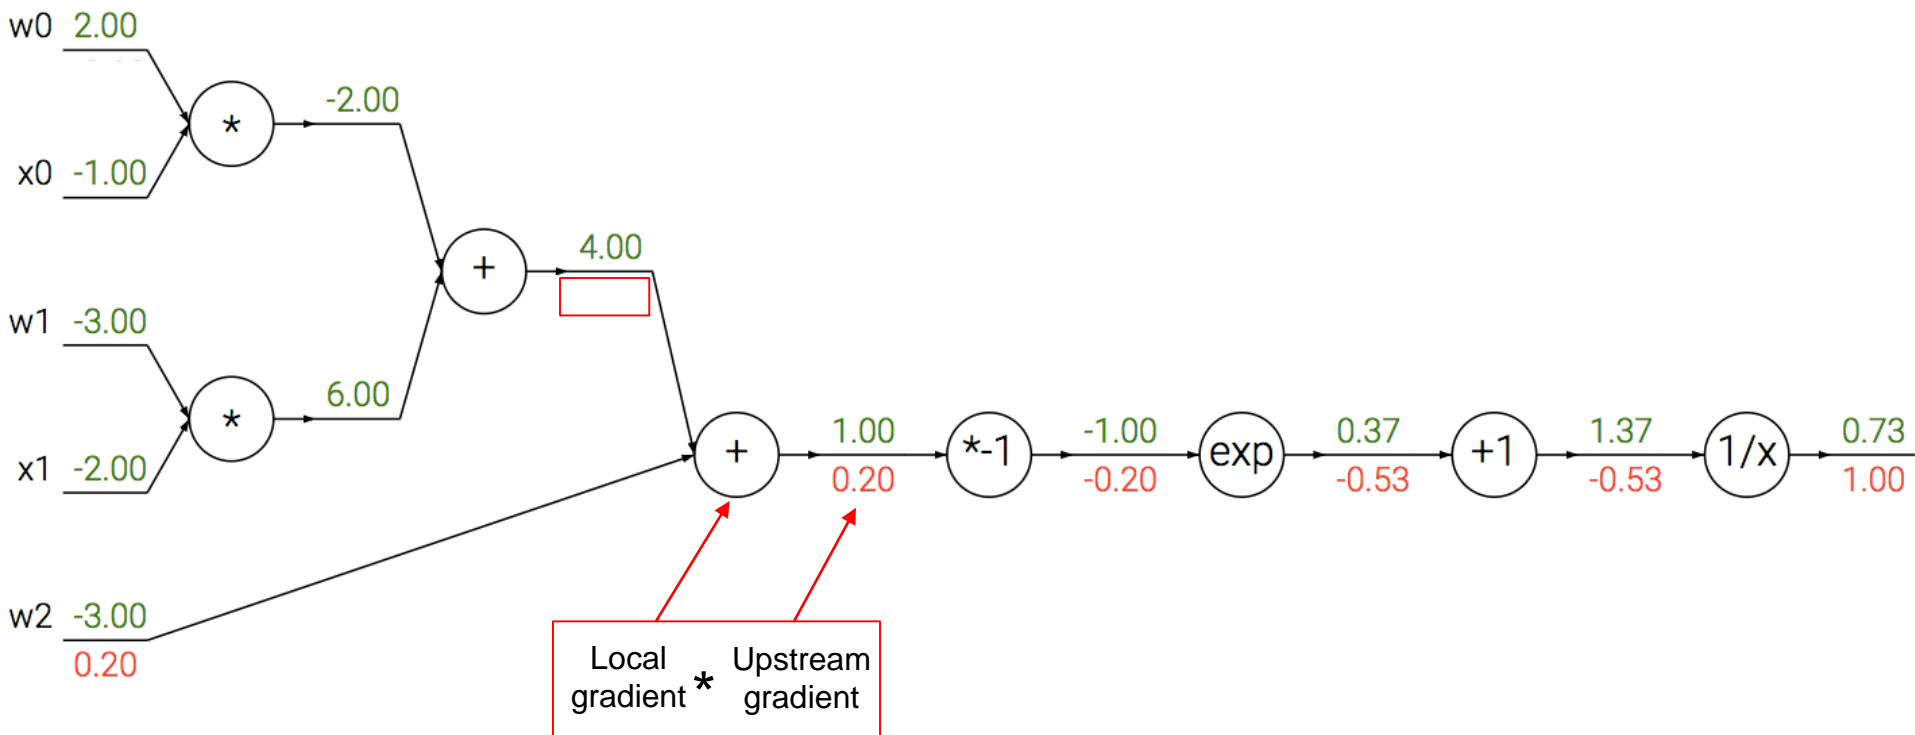 w0 2.00
*
-2.00
x0 -1.00
+
4.00
w1 -3.00
*
6.00
x1 -2.00
+
1.00
0.20
*-1
-1.00
-0.20
exp
0.37
-0.53
+1
1.37
-0.53
1/x
0.73
1.00
w2 -3.00
0.20
Local * Upstream
gradient gradient